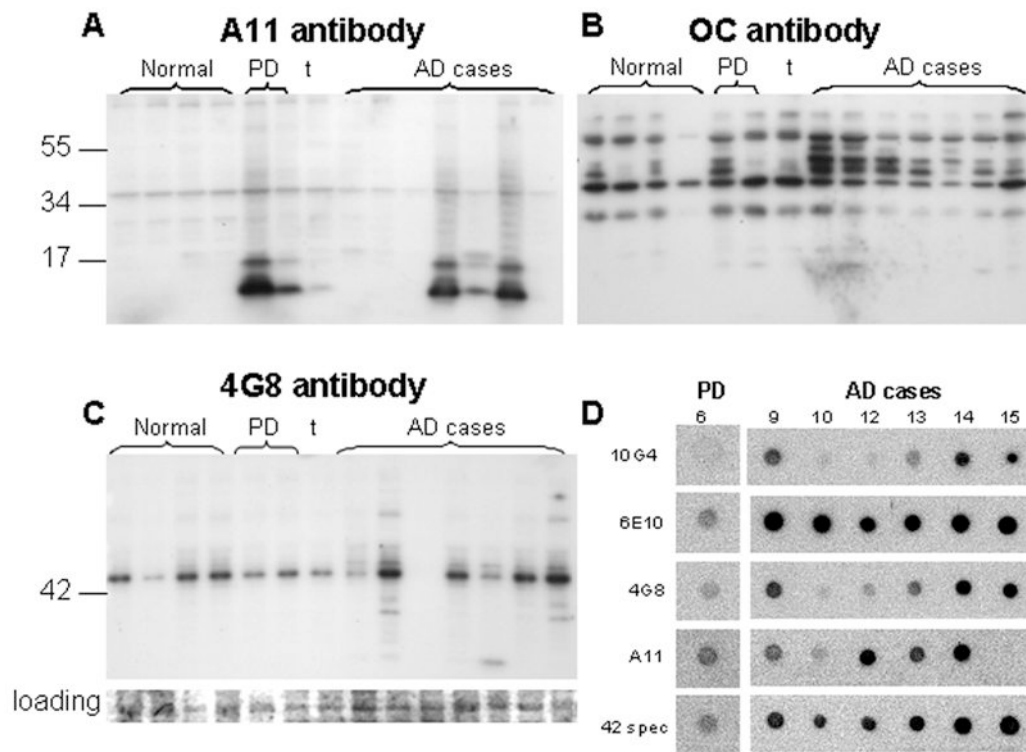 A
A11 antibody
Normal PD t AD cases
55
34
17
B
OC antibody
Normal PD t AD cases
C
4G8 antibody
Normal PD t AD cases
42
loading
D
PD AD cases
6 9 10 12 13 14 15
10G4
6E10
4G8
A11
42 spec